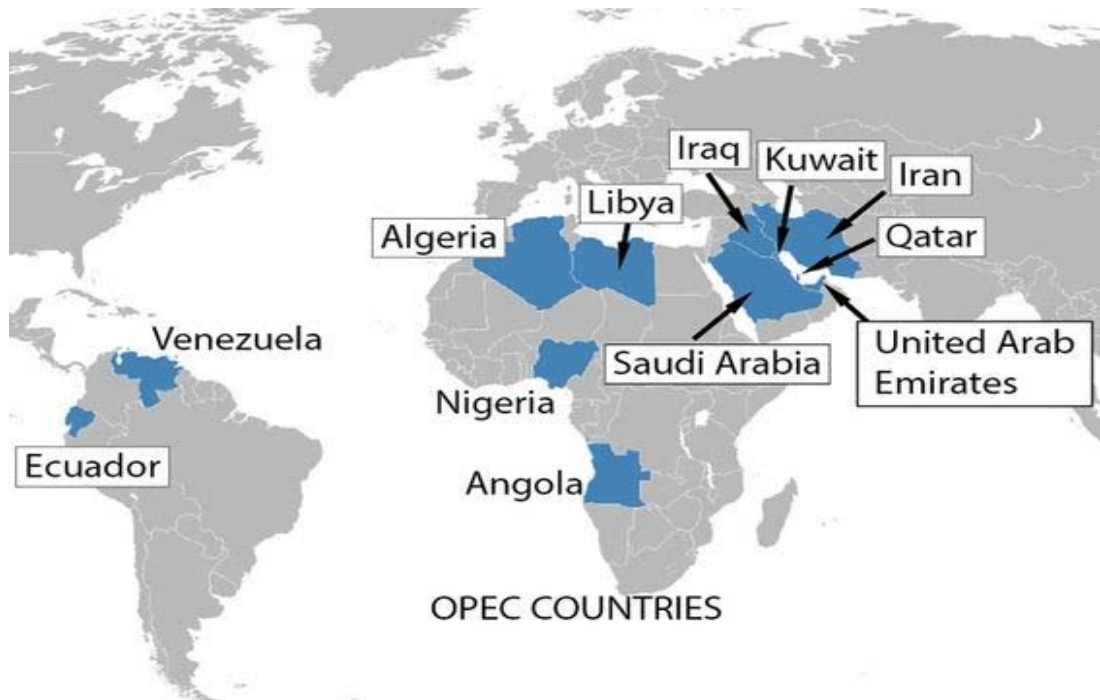 Iraq
Kuwait
Iran
Libya
Algeria
Qatar
Venezuela
Saudi Arabia
United Arab
Emirates
Nigeria
Ecuador
Angola
OPEC COUNTRIES